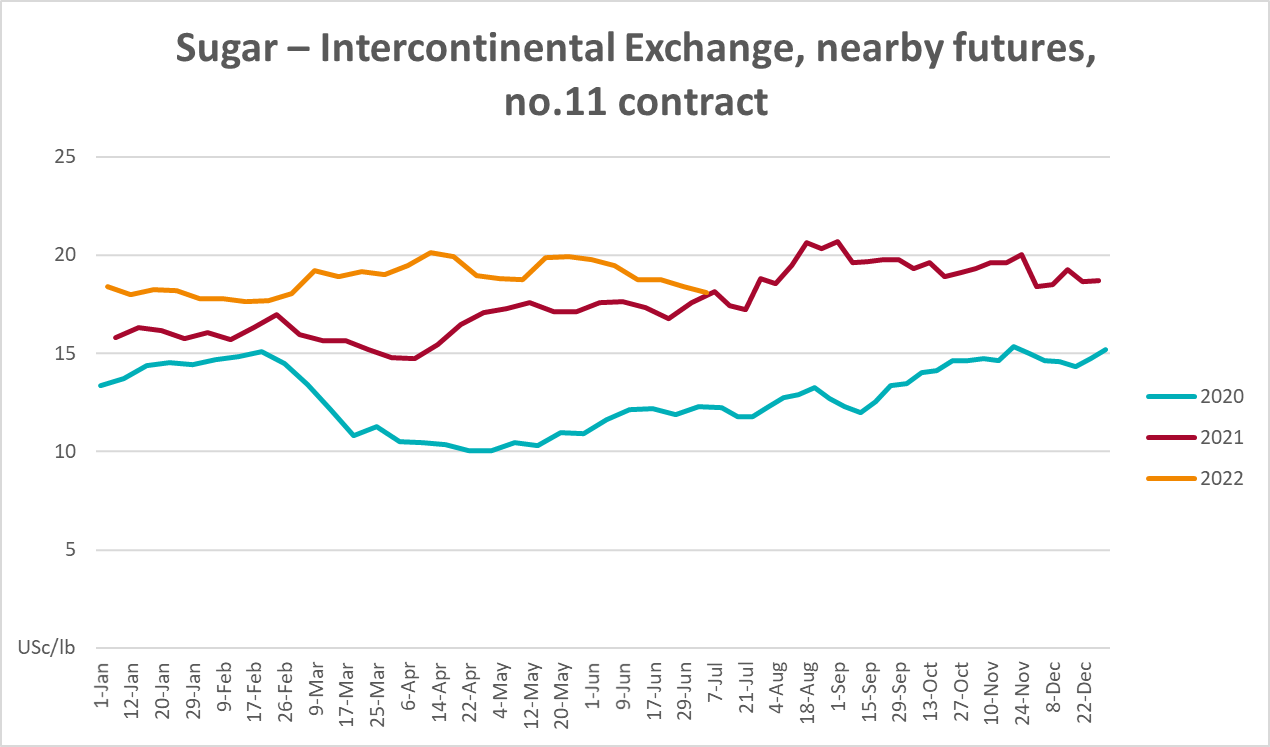 Sugar – Intercontinental Exchange, nearby futures,
no.11 contract
25
20
15
10
5
USc/lb
1-Jan
12-Jan
20-Jan
29-Jan
9-Feb
17-Feb
26-Feb
9-Mar
17-Mar
25-Mar
6-Apr
14-Apr
22-Apr
4-May
12-May
20-May
1-Jun
9-Jun
17-Jun
29-Jun
7-Jul
21-Jul
4-Aug
18-Aug
1-Sep
15-Sep
29-Sep
13-Oct
27-Oct
10-Nov
24-Nov
8-Dec
22-Dec
2020
2021
2022